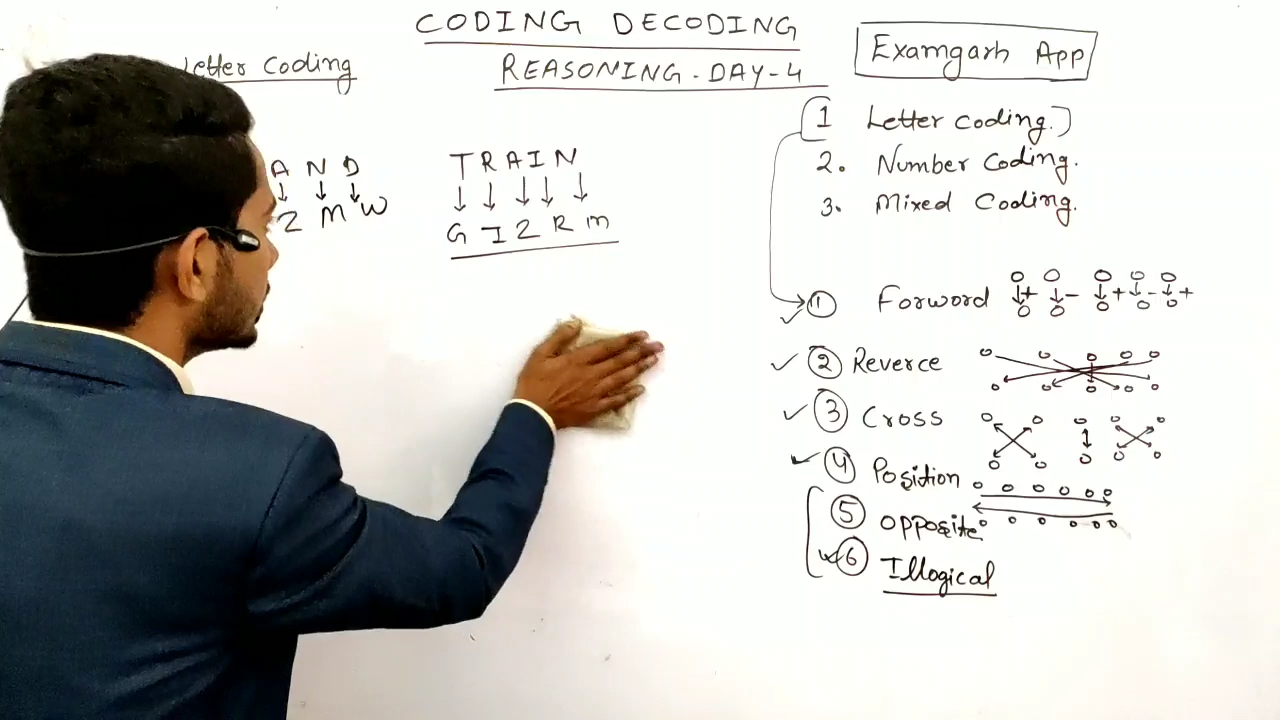 CODING DECODING
REASONING - DAY - 4
Examgarh App
Letter Coding
A N D
Z M W
T R A I N
G I Z R M
1 Letter coding.
2. Number Coding.
3. Mixed Coding.
1 Forword + - + - +
2 Reverce
3 Cross
4 Position
5 opposite
6 Illogical